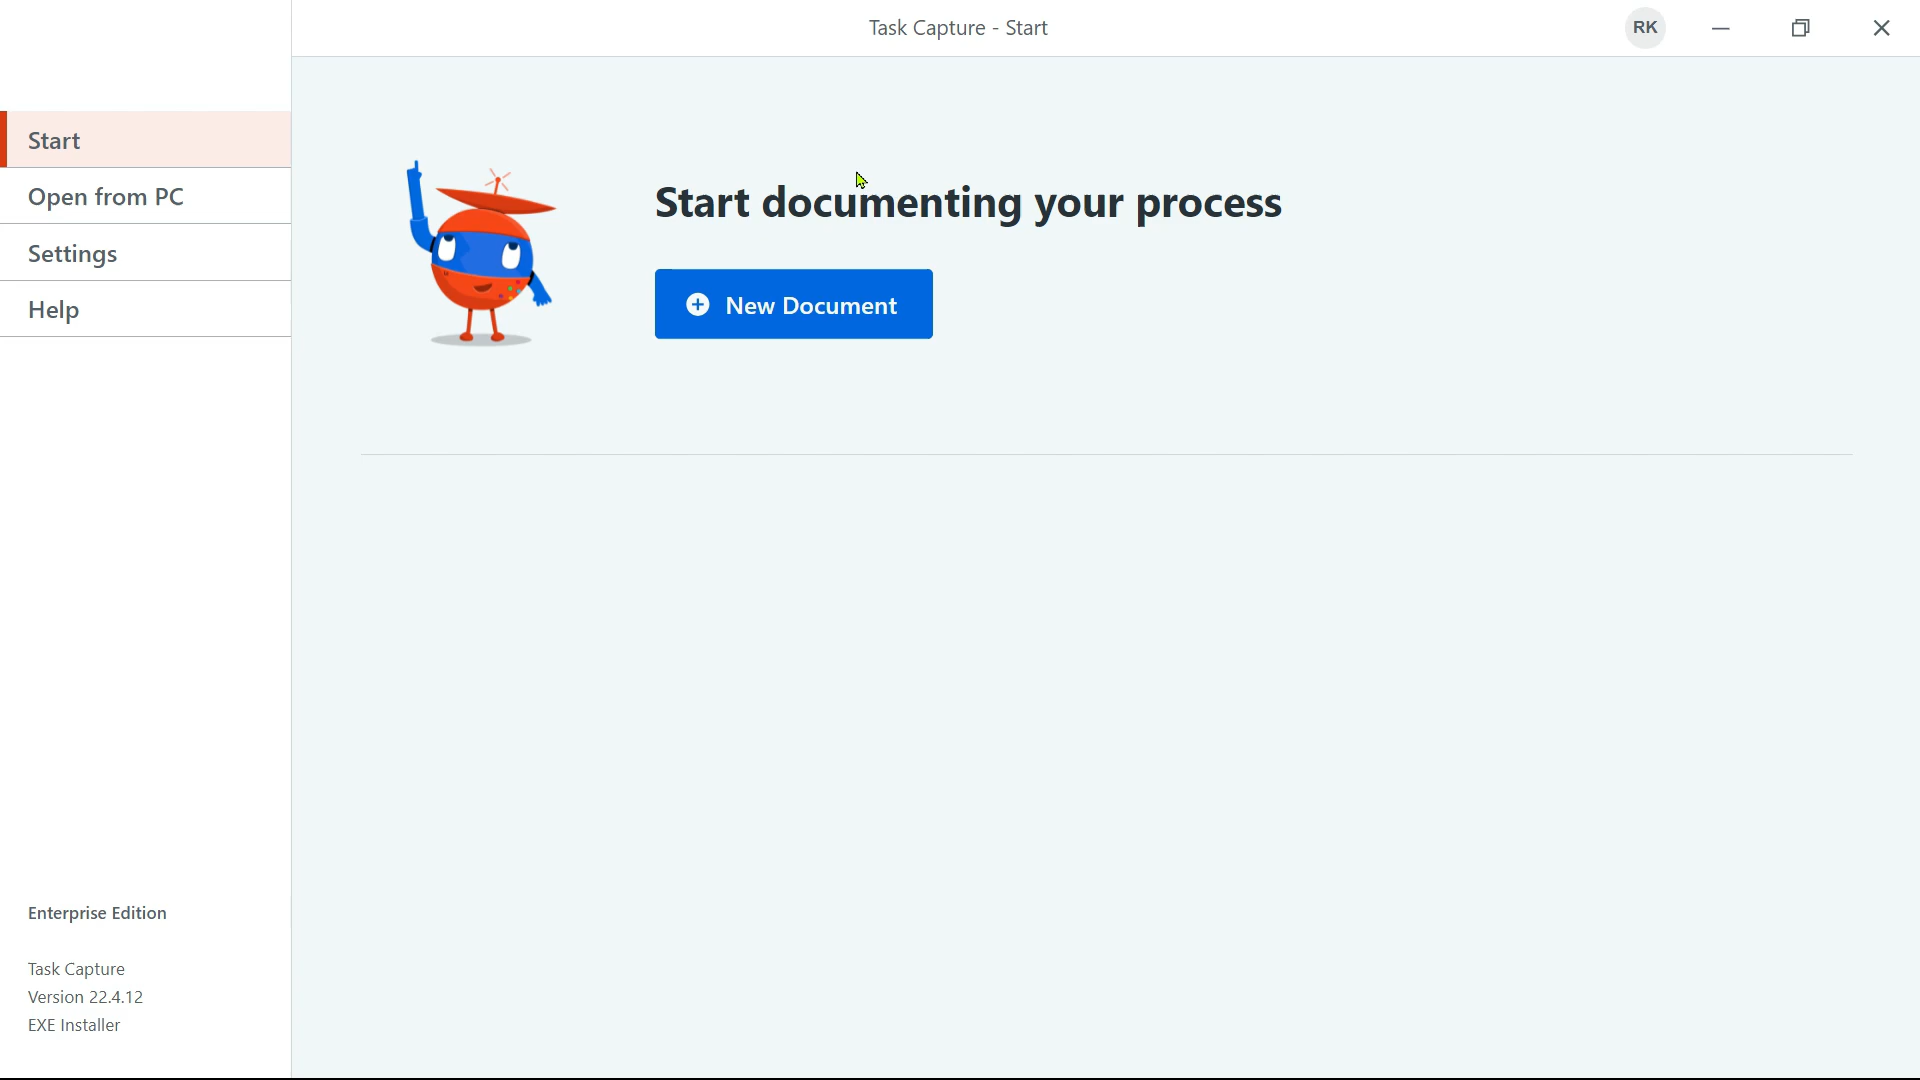 Task Capture - Start
RK
Start
Open from PC
Settings
Help
Start documenting your process
New Document
Enterprise Edition
Task Capture
Version 22.4.12
EXE Installer